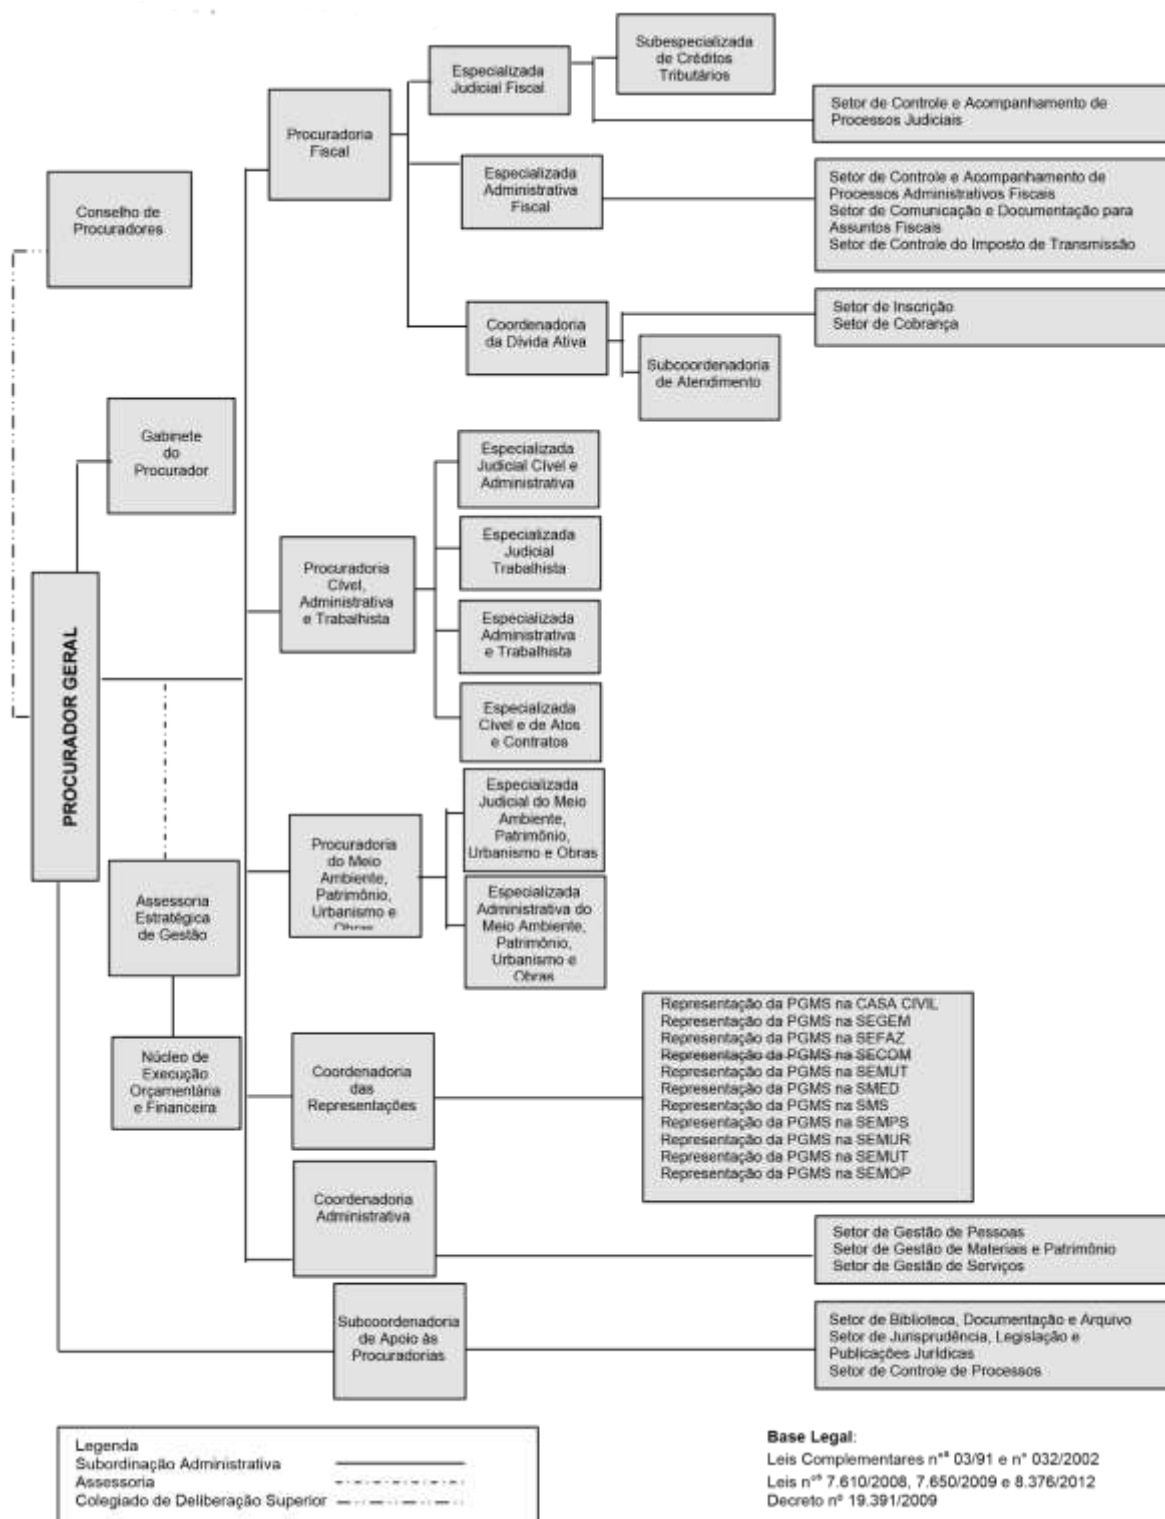 Subespecializada
de Créditos
Tributários
Especializada
Judicial Fiscal
Setor de Controle e Acompanhamento de
Processos Judiciais
Procuradoria
Fiscal
Especializada
Administrativa
Fiscal
Setor de Controle e Acompanhamento de
Processos Administrativos Fiscais
Setor de Comunicação e Documentação para
Assuntos Fiscais
Setor de Controle do Imposto de Transmissão
Conselho de
Procuradores
Coordenadoria
da Dívida Ativa
Setor de Inscrição
Setor de Cobrança
Subcoordenadoria
de Atendimento
Gabinete
do
Procurador
Especializada
Judicial Cível e
Administrativa
Especializada
Judicial
Trabalhista
Procuradoria
Cível,
Administrativa
e Trabalhista
Especializada
Administrativa
e Trabalhista
Especializada
Cível e de Atos
e Contratos
PROCURADOR GERAL
Especializada
Judicial do Meio
Ambiente,
Patrimônio,
Urbanismo e Obras
Procuradoria
do Meio
Ambiente,
Patrimônio,
Urbanismo e
Obras
Especializada
Administrativa do
Meio Ambiente,
Patrimônio,
Urbanismo e
Obras
Assessoria
Estratégica
de Gestão
Núcleo de
Execução
Orçamentária
e Financeira
Coordenadoria
das
Representações
Representação da PGMS na CASA CIVIL
Representação da PGMS na SEGEM
Representação da PGMS na SEFAZ
Representação da PGMS na SECOM
Representação da PGMS na SEMUT
Representação da PGMS na SMED
Representação da PGMS na SMS
Representação da PGMS na SEMPS
Representação da PGMS na SEMUR
Representação da PGMS na SEMUT
Representação da PGMS na SEMOP
Coordenadoria
Administrativa
Setor de Gestão de Pessoas
Setor de Gestão de Materiais e Patrimônio
Setor de Gestão de Serviços
Subcoordenadoria
de Apoio às
Procuradorias
Setor de Biblioteca, Documentação e Arquivo
Setor de Jurisprudência, Legislação e
Publicações Jurídicas
Setor de Controle de Processos
Legenda
Subordinação Administrativa
Assessoria
Colegiado de Deliberação Superior
Base Legal:
Leis Complementares nºs 03/91 e n° 032/2002
Leis nºs 7.610/2008, 7.650/2009 e 8.376/2012
Decreto nº 19.391/2009